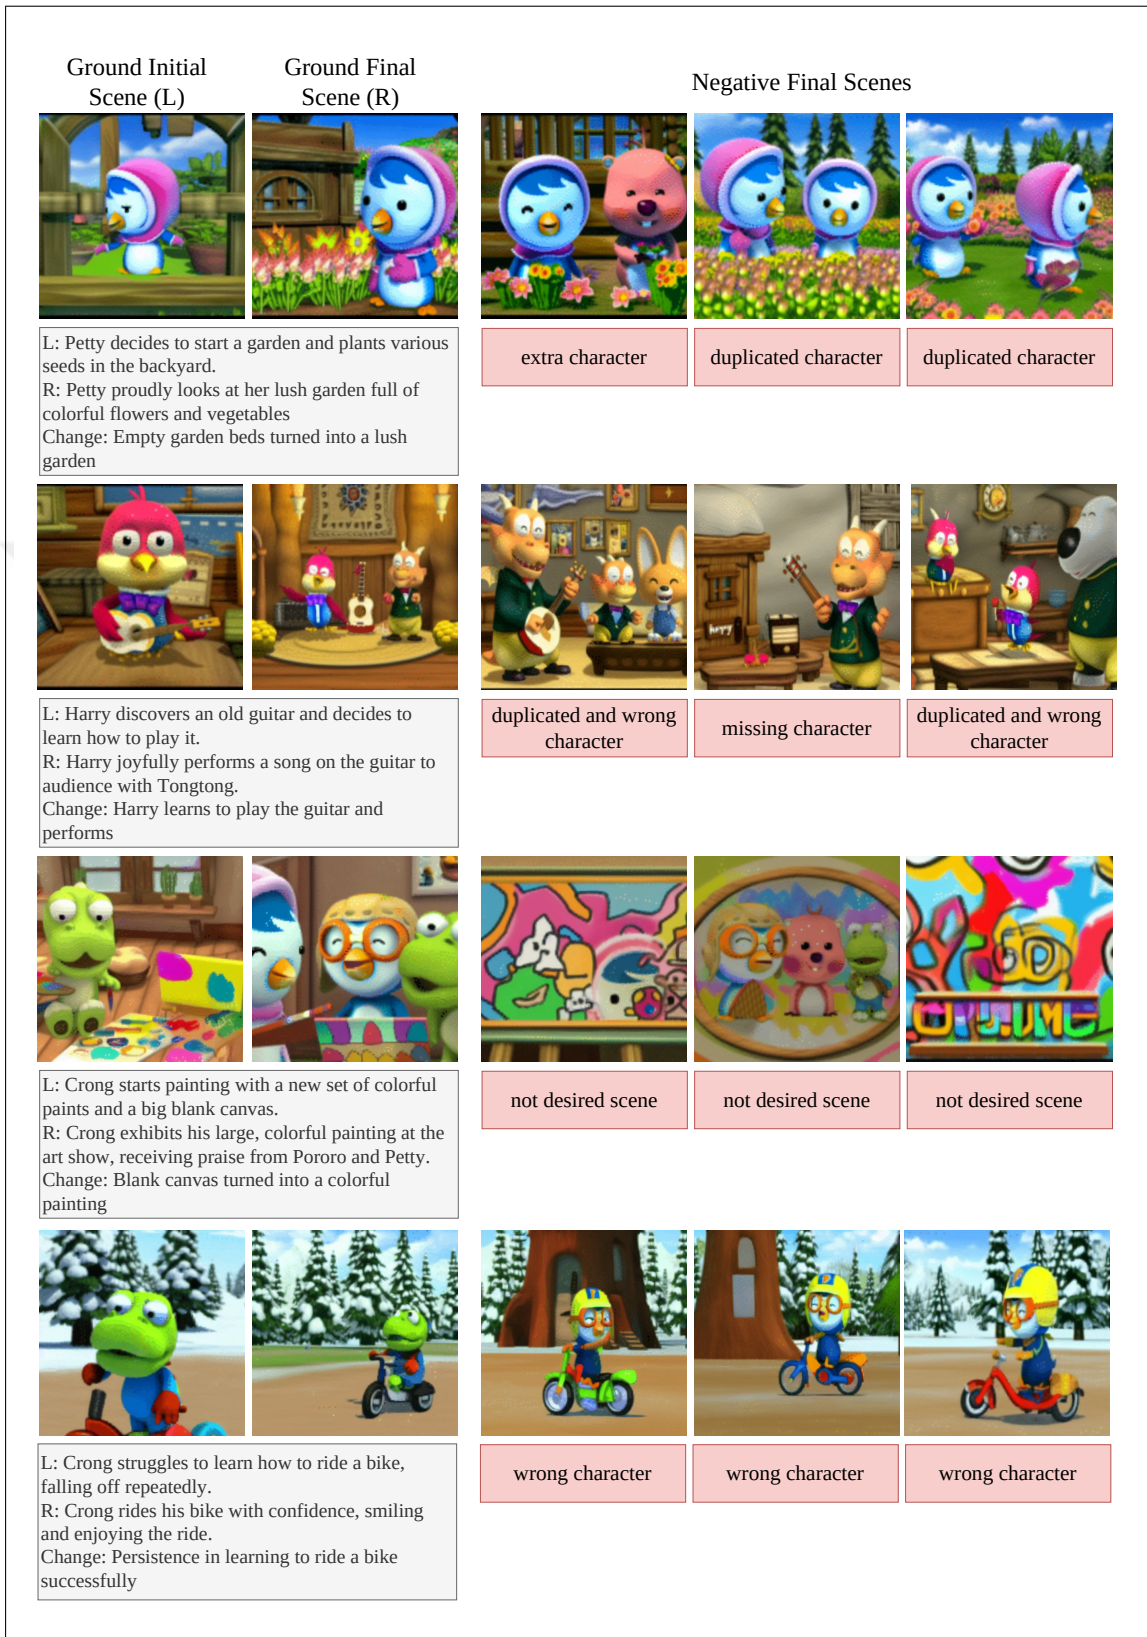 Ground Initial
Scene (L)
Ground Final
Scene (R)
Negative Final Scenes
L: Petty decides to start a garden and plants various
seeds in the backyard.
R: Petty proudly looks at her lush garden full of
colorful flowers and vegetables
Change: Empty garden beds turned into a lush
garden
extra character
duplicated character
duplicated character
L: Harry discovers an old guitar and decides to
learn how to play it.
R: Harry joyfully performs a song on the guitar to
audience with Tongtong.
Change: Harry learns to play the guitar and
performs
duplicated and wrong
character
missing character
duplicated and wrong
character
L: Crong starts painting with a new set of colorful
paints and a big blank canvas.
R: Crong exhibits his large, colorful painting at the
art show, receiving praise from Pororo and Petty.
Change: Blank canvas turned into a colorful
painting
not desired scene
not desired scene
not desired scene
L: Crong struggles to learn how to ride a bike,
falling off repeatedly.
R: Crong rides his bike with confidence, smiling
and enjoying the ride.
Change: Persistence in learning to ride a bike
successfully
wrong character
wrong character
wrong character